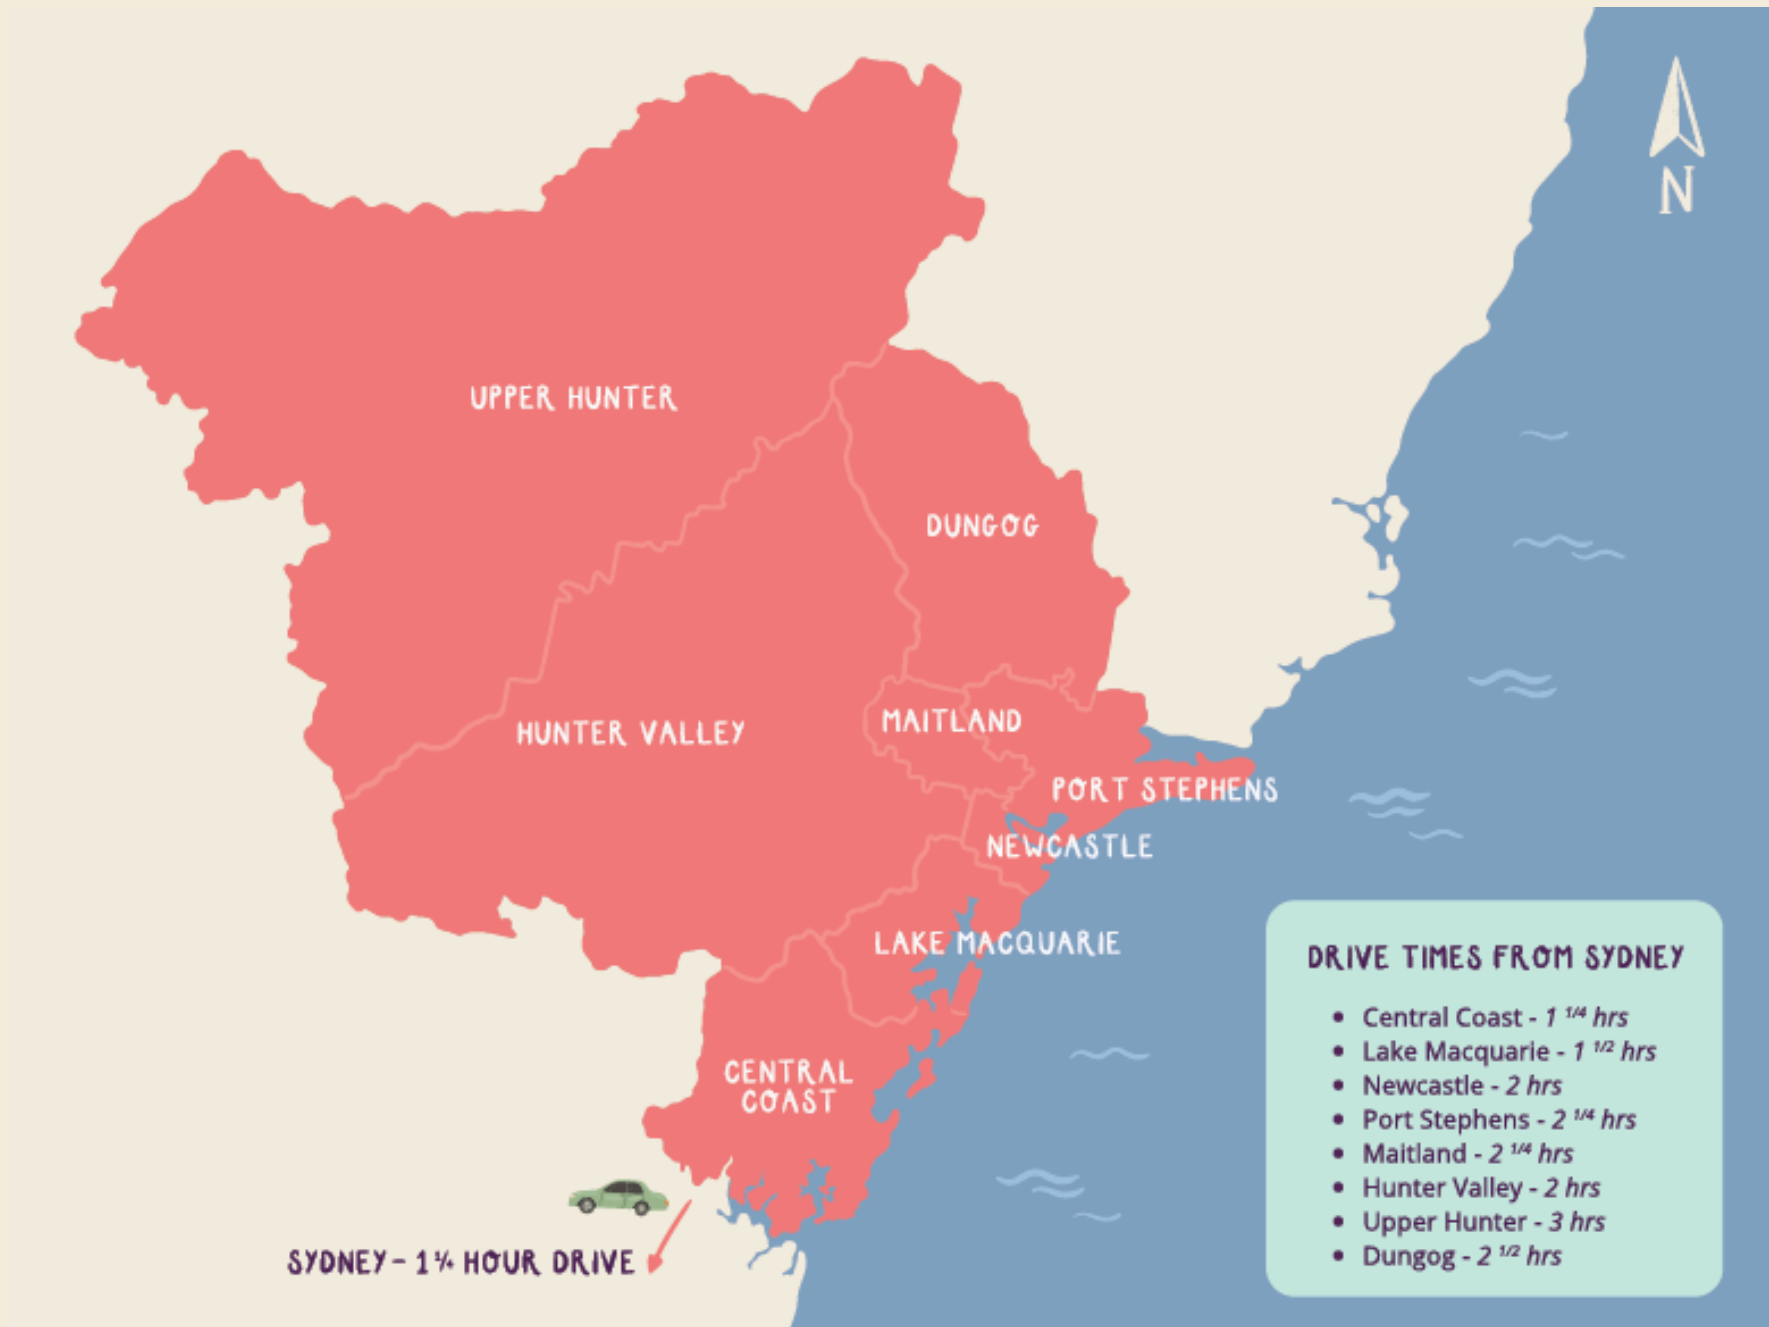 N
UPPER HUNTER
DUNGOG
MAITLAND
HUNTER VALLEY
PORT STEPHENS
NEWCASTLE
LAKE MACQUARIE
CENTRAL
COAST
SYDNEY - 1 ¼ HOUR DRIVE
DRIVE TIMES FROM SYDNEY
• Central Coast - 1 1/4 hrs
• Lake Macquarie - 1 1/2 hrs
• Newcastle - 2 hrs
• Port Stephens - 2 1/4 hrs
• Maitland - 2 1/4 hrs
• Hunter Valley - 2 hrs
• Upper Hunter - 3 hrs
• Dungog - 2 1/2 hrs